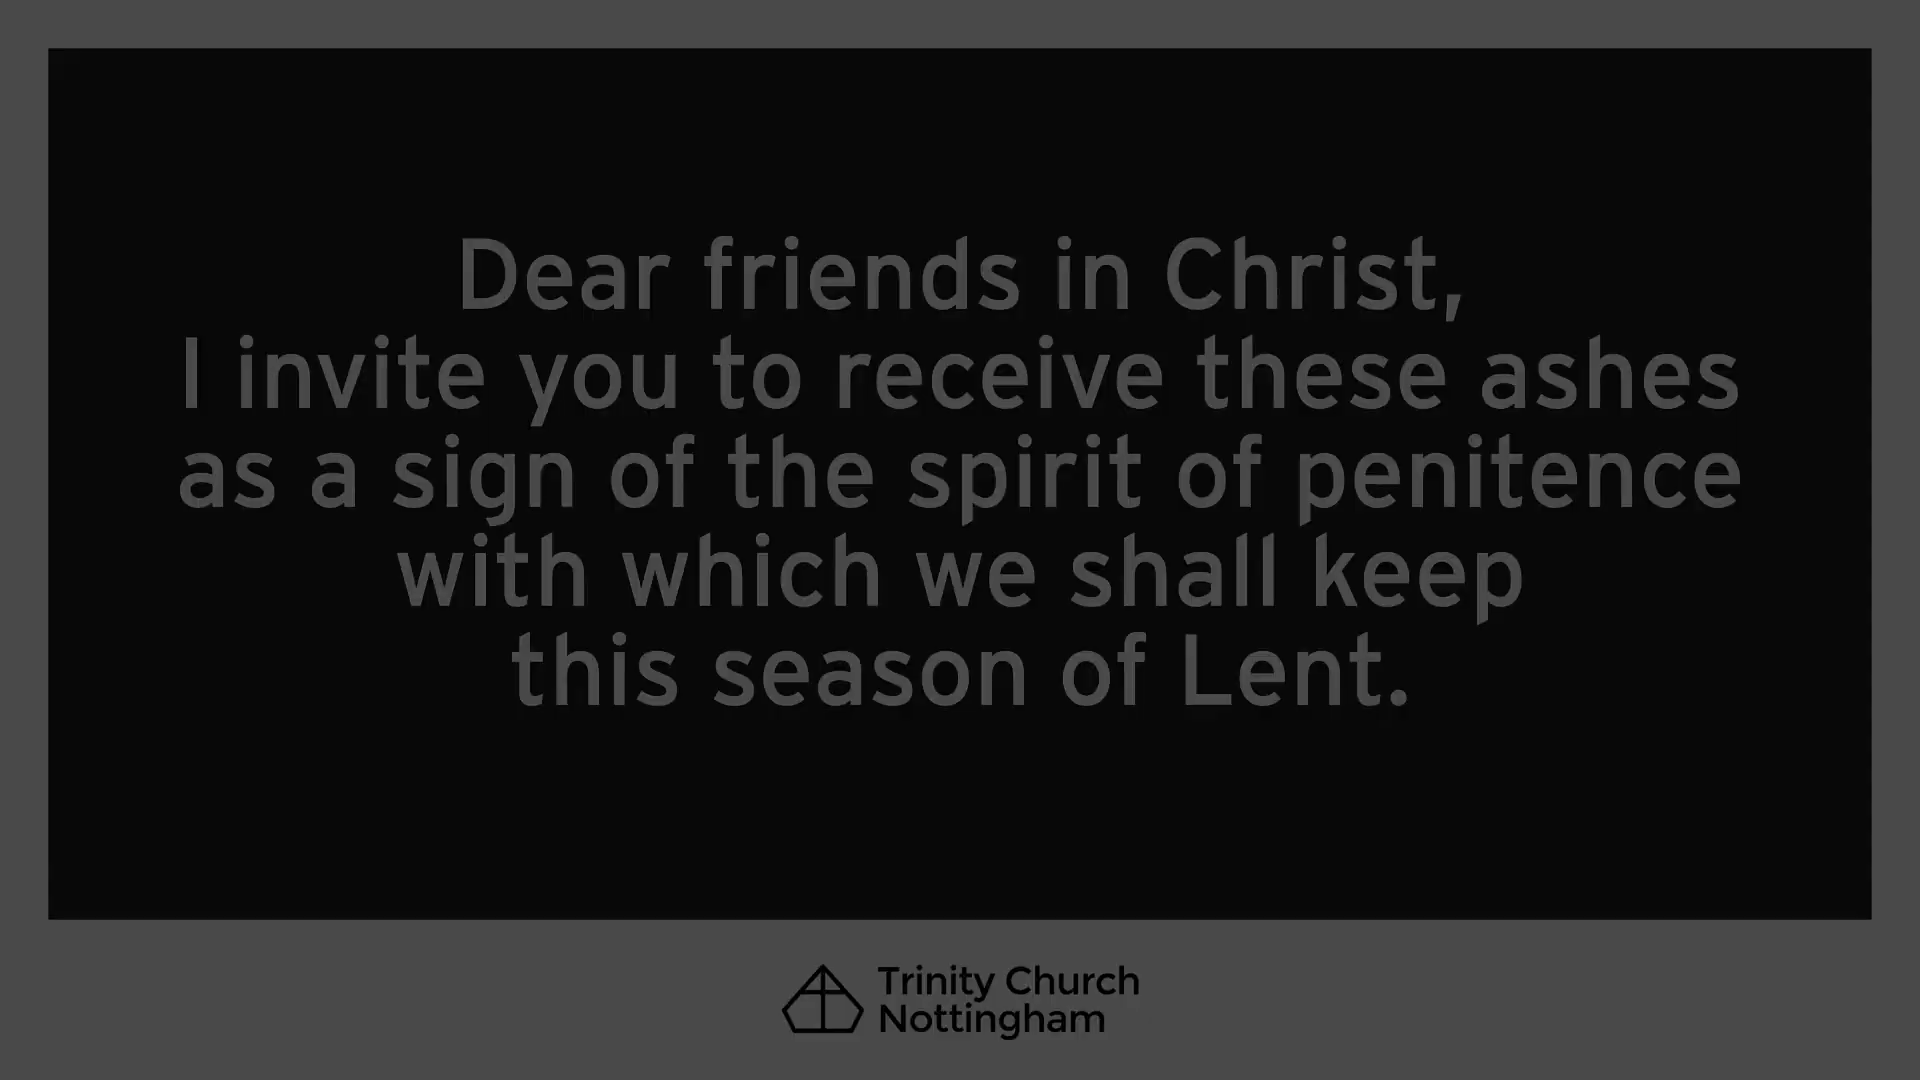 Dear friends in Christ,
I invite you to receive these ashes
as a sign of the spirit of penitence
with which we shall keep
this season of Lent.
Trinity Church
Nottingham